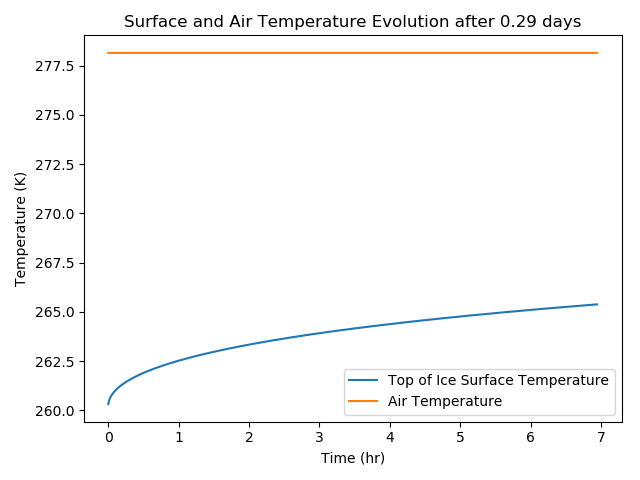 Surface and Air Temperature Evolution after 0.29 days
Temperature (K)
277.5
275.0
272.5
270.0
267.5
265.0
262.5
260.0
Top of Ice Surface Temperature
Air Temperature
0 1 2 3 4 5 6 7
Time (hr)